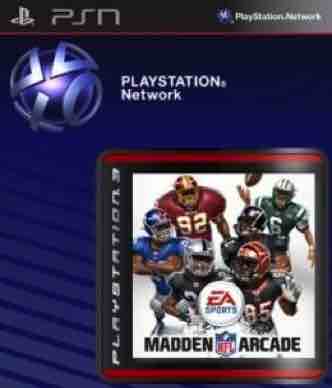 PSN
PlayStation.Network
PLAYSTATION®
Network
PLAYSTATION 3
92
6
85
EA
SPORTS
MADDEN NFL ARCADE